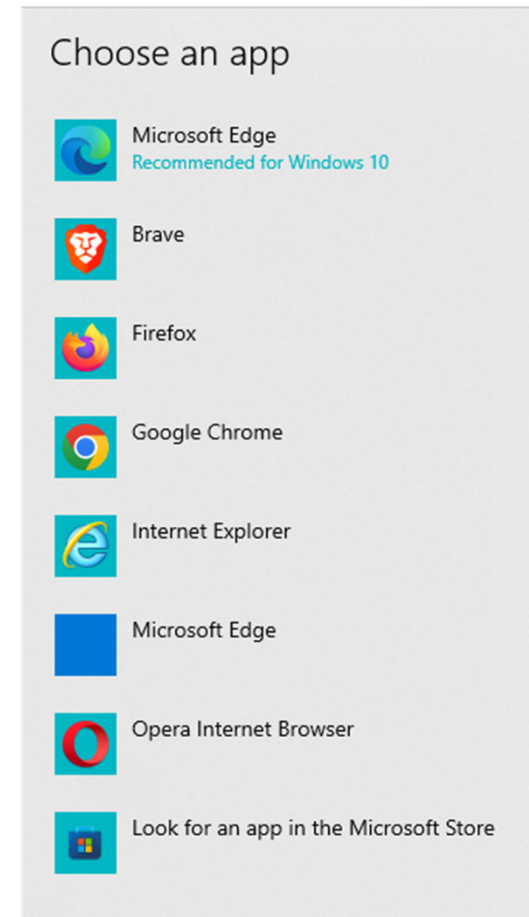 Choose an app
Microsoft Edge
Recommended for Windows 10
Brave
Firefox
Google Chrome
Internet Explorer
Microsoft Edge
Opera Internet Browser
Look for an app in the Microsoft Store